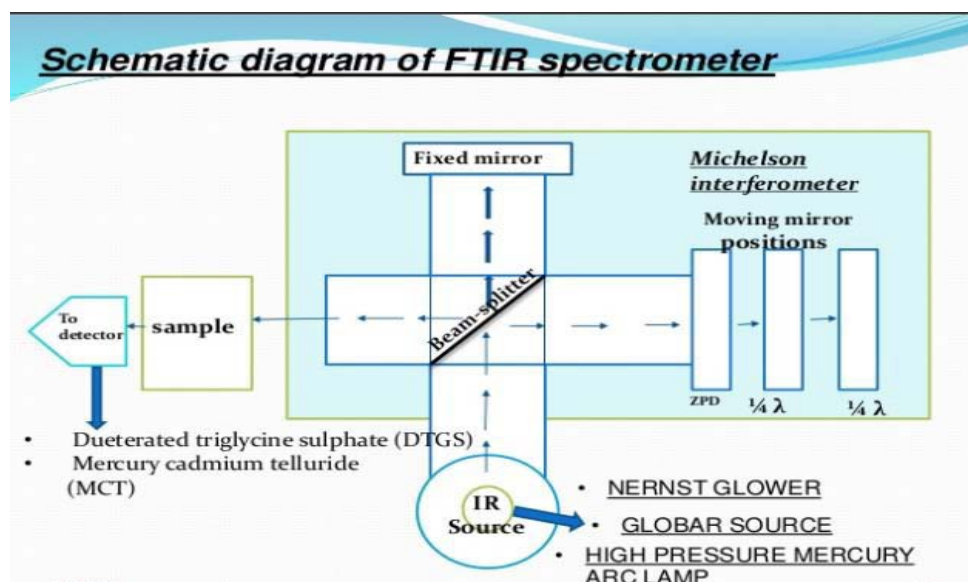 Schematic diagram of FTIR spectrometer
Fixed mirror
Michelson
interferometer
Moving mirror
positions
Beam-splitter
To
detector
sample
ZPD
¼ λ
¼ λ
• Dueterated triglycine sulphate (DTGS)
• Mercury cadmium telluride
(MCT)
IR
Source
• NERNST GLOWER
• GLOBAR SOURCE
• HIGH PRESSURE MERCURY
ARC LAMP